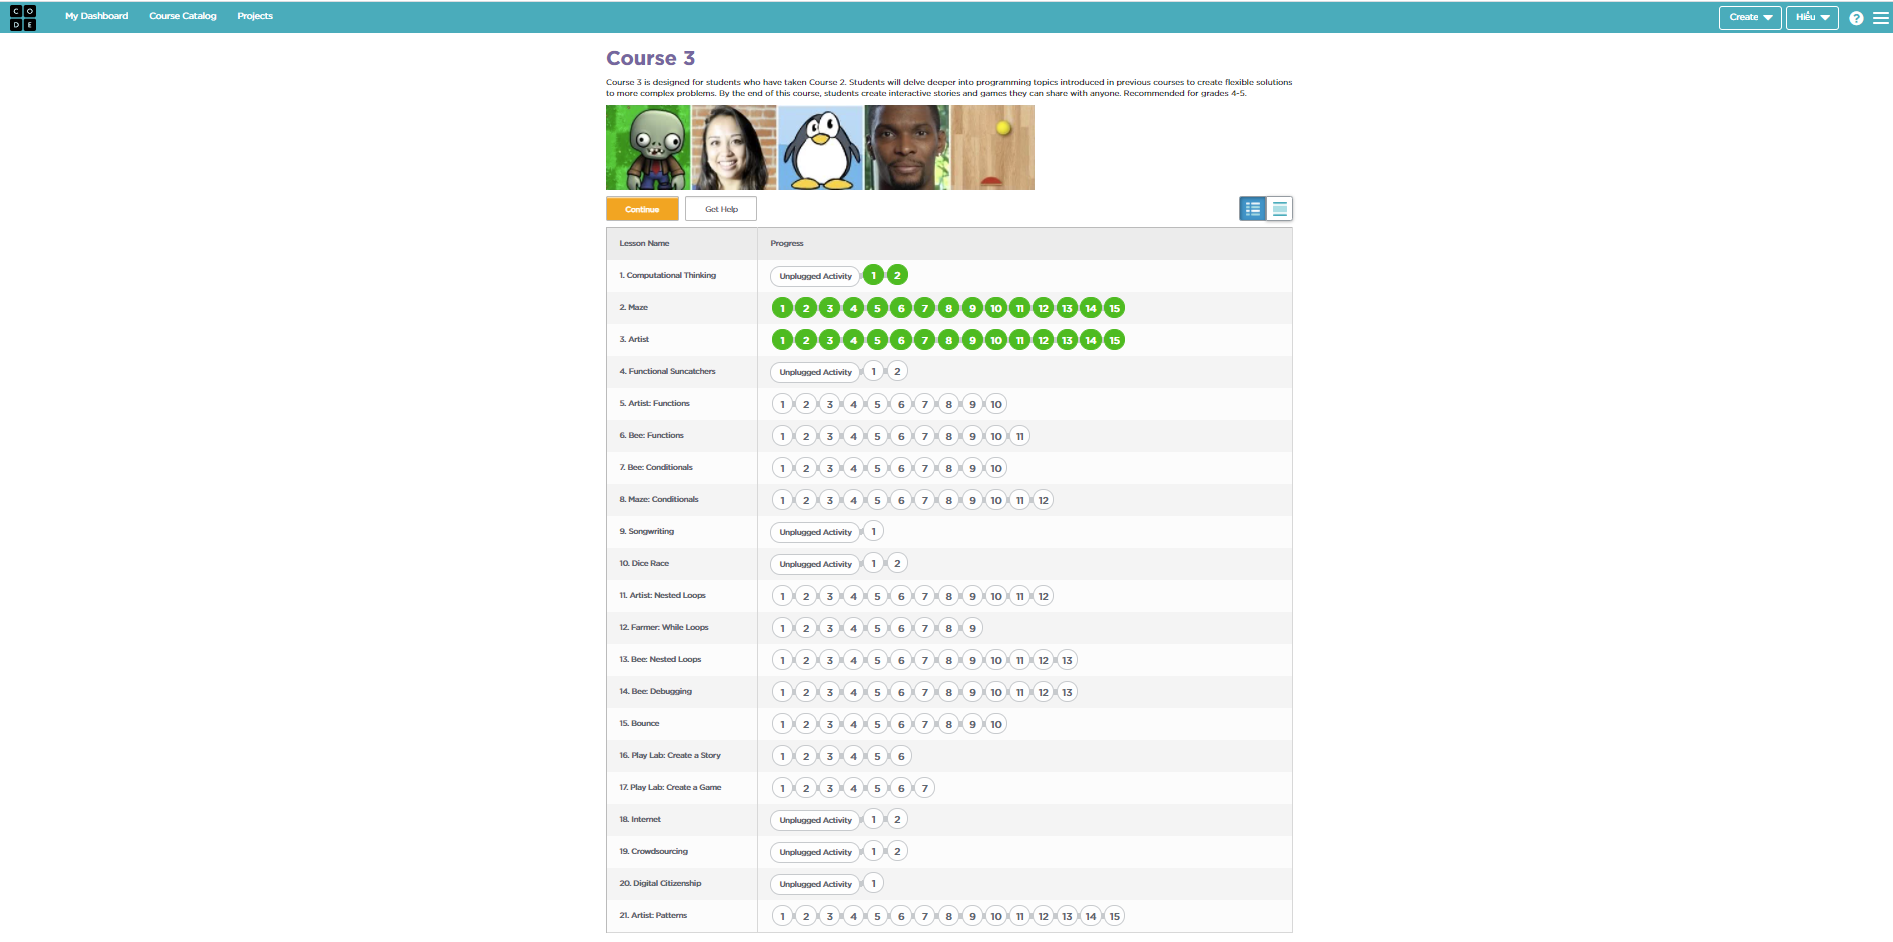 C O
D E
My Dashboard Course Catalog Projects
Create Hiếu ?
Course 3
Course 3 is designed for students who have taken Course 2. Students will delve deeper into programming topics introduced in previous courses to create flexible solutions
to more complex problems. By the end of this course, students create interactive stories and games they can share with anyone. Recommended for grades 4-5.
Continue Get Help
Lesson Name Progress
1. Computational Thinking Unplugged Activity 1 2
2. Maze 1 2 3 4 5 6 7 8 9 10 11 12 13 14 15
3. Artist 1 2 3 4 5 6 7 8 9 10 11 12 13 14 15
4. Functional Suncatchers Unplugged Activity 1 2
5. Artist: Functions 1 2 3 4 5 6 7 8 9 10
6. Bee: Functions 1 2 3 4 5 6 7 8 9 10 11
7. Bee: Conditionals 1 2 3 4 5 6 7 8 9 10
8. Maze: Conditionals 1 2 3 4 5 6 7 8 9 10 11 12
9. Songwriting Unplugged Activity 1
10. Dice Race Unplugged Activity 1 2
11. Artist: Nested Loops 1 2 3 4 5 6 7 8 9 10 11 12
12. Farmer: While Loops 1 2 3 4 5 6 7 8 9
13. Bee: Nested Loops 1 2 3 4 5 6 7 8 9 10 11 12 13
14. Bee: Debugging 1 2 3 4 5 6 7 8 9 10 11 12 13
15. Bounce 1 2 3 4 5 6 7 8 9 10
16. Play Lab: Create a Story 1 2 3 4 5 6
17. Play Lab: Create a Game 1 2 3 4 5 6 7
18. Internet Unplugged Activity 1 2
19. Crowdsourcing Unplugged Activity 1 2
20. Digital Citizenship Unplugged Activity 1
21. Artist: Patterns 1 2 3 4 5 6 7 8 9 10 11 12 13 14 15